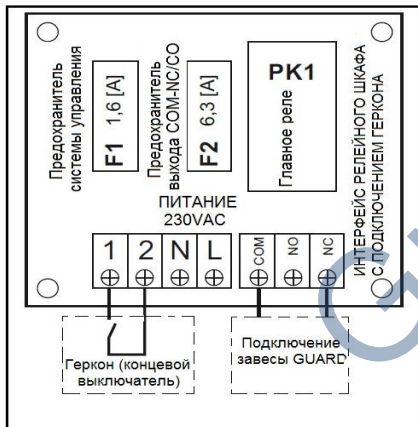 Предохранитель
системы управления
F1 1,6 [A]
Предохранитель
выхода COM-NC/CO
F2 6,3 [A]
PK1
Главное реле
ИНТЕРФЕЙС РЕЛЕЙНОГО ШКАФА
С ПОДКЛЮЧЕНИЕМ ГЕРКОНА
ПИТАНИЕ
230VAC
1 2 N L
COM NO NC
Геркон (концевой
выключатель)
Подключение
завесы GUARD